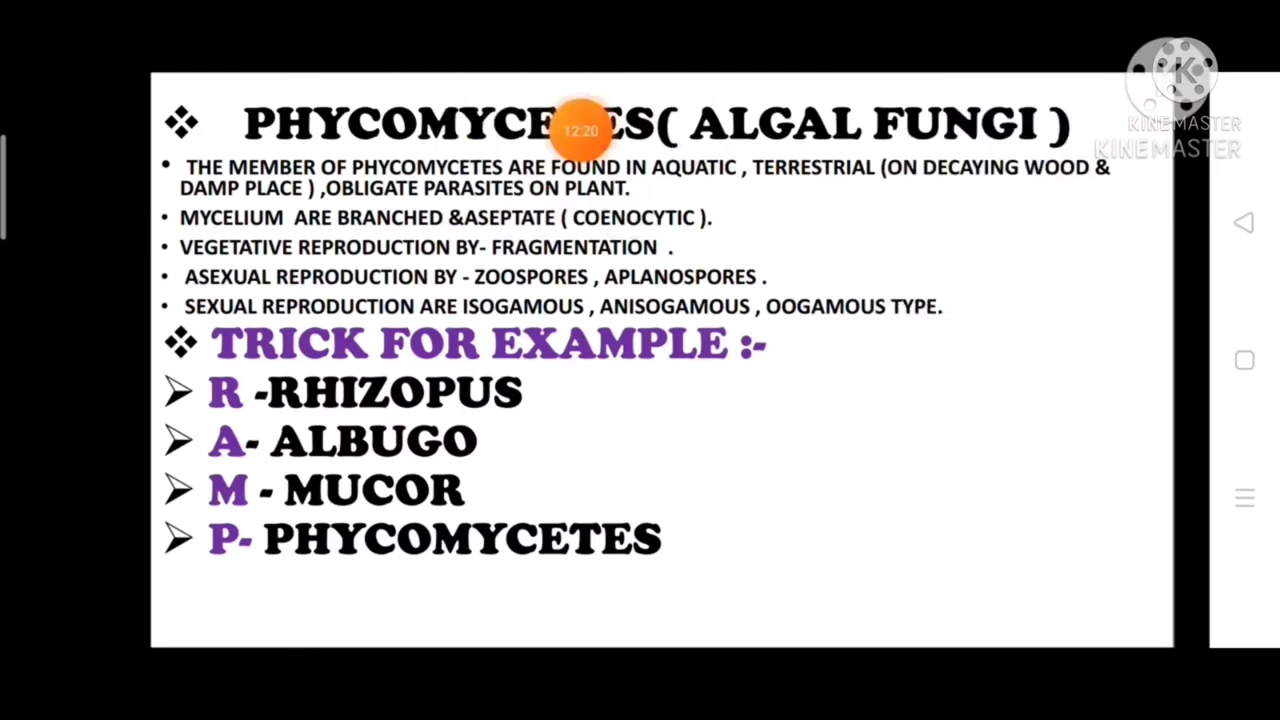 ❖ PHYCOMYCETES( ALGAL FUNGI )
12:20
KINEMASTER
KINEMASTER
• THE MEMBER OF PHYCOMYCETES ARE FOUND IN AQUATIC , TERRESTRIAL (ON DECAYING WOOD &
DAMP PLACE ) ,OBLIGATE PARASITES ON PLANT.
• MYCELIUM ARE BRANCHED &ASEPTATE ( COENOCYTIC ).
• VEGETATIVE REPRODUCTION BY- FRAGMENTATION .
• ASEXUAL REPRODUCTION BY - ZOOSPORES , APLANOSPORES .
• SEXUAL REPRODUCTION ARE ISOGAMOUS , ANISOGAMOUS , OOGAMOUS TYPE.
❖ TRICK FOR EXAMPLE :-
➢ R -RHIZOPUS
➢ A- ALBUGO
➢ M - MUCOR
➢ P- PHYCOMYCETES